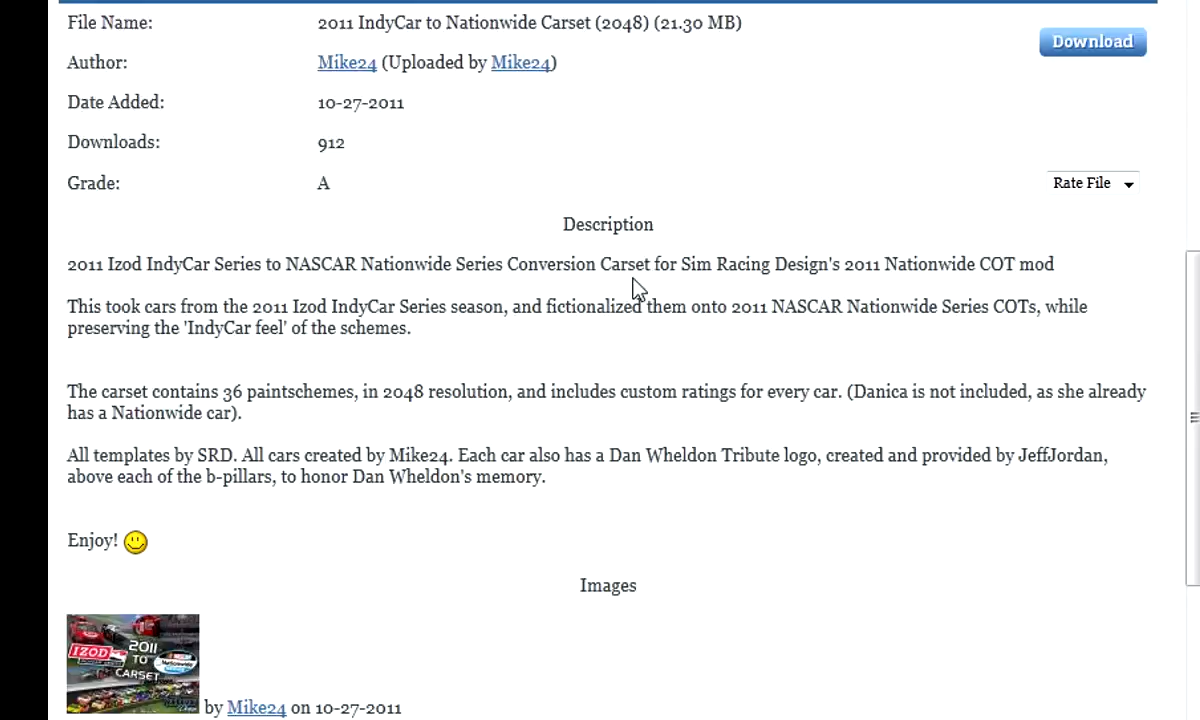 File Name: 2011 IndyCar to Nationwide Carset (2048) (21.30 MB)
Download
Author: Mike24 (Uploaded by Mike24)
Date Added: 10-27-2011
Downloads: 912
Grade: A
Rate File
Description
2011 Izod IndyCar Series to NASCAR Nationwide Series Conversion Carset for Sim Racing Design's 2011 Nationwide COT mod
This took cars from the 2011 Izod IndyCar Series season, and fictionalized them onto 2011 NASCAR Nationwide Series COTs, while
preserving the 'IndyCar feel' of the schemes.
The carset contains 36 paintschemes, in 2048 resolution, and includes custom ratings for every car. (Danica is not included, as she already
has a Nationwide car).
All templates by SRD. All cars created by Mike24. Each car also has a Dan Wheldon Tribute logo, created and provided by JeffJordan,
above each of the b-pillars, to honor Dan Wheldon's memory.
Enjoy!
Images
2011
IZOD TO Nationwide
CARSET
by Mike24 on 10-27-2011